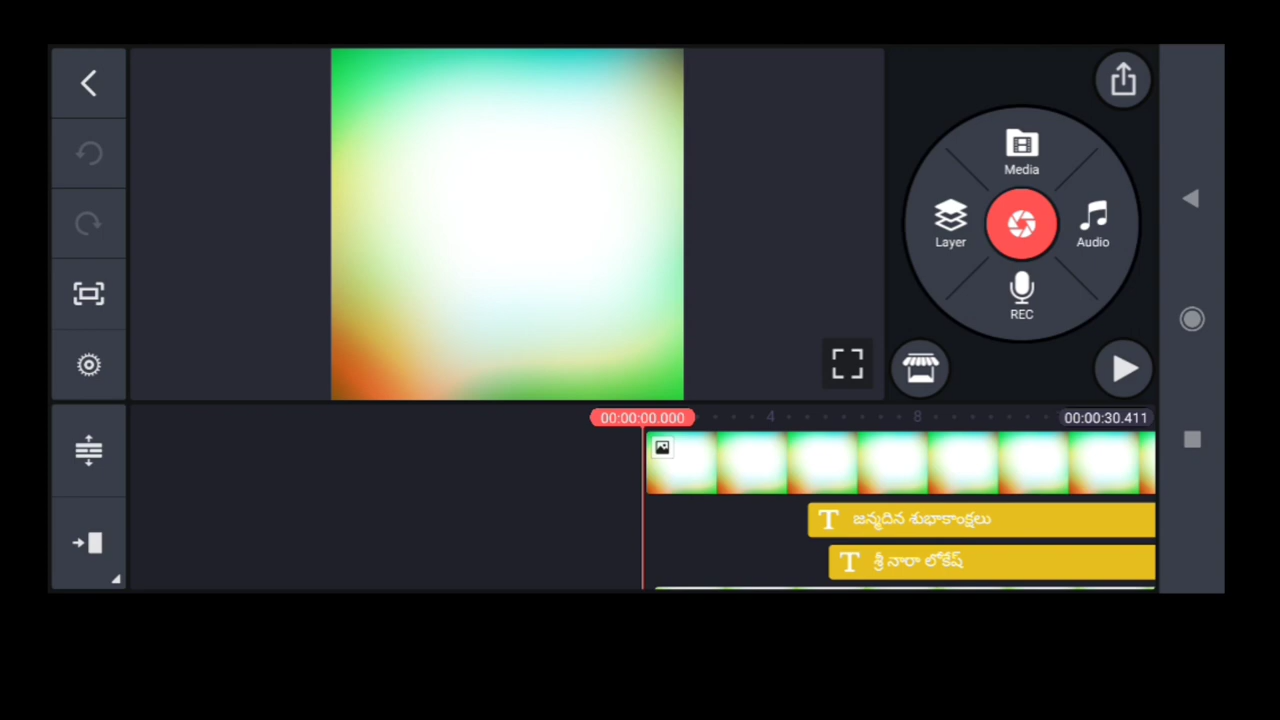 Media
Layer
Audio
REC
00:00:00.000
4
8
00:00:30.411
T జన్మదిన శుభాకాంక్షలు
T శ్రీ నారా లోకేష్